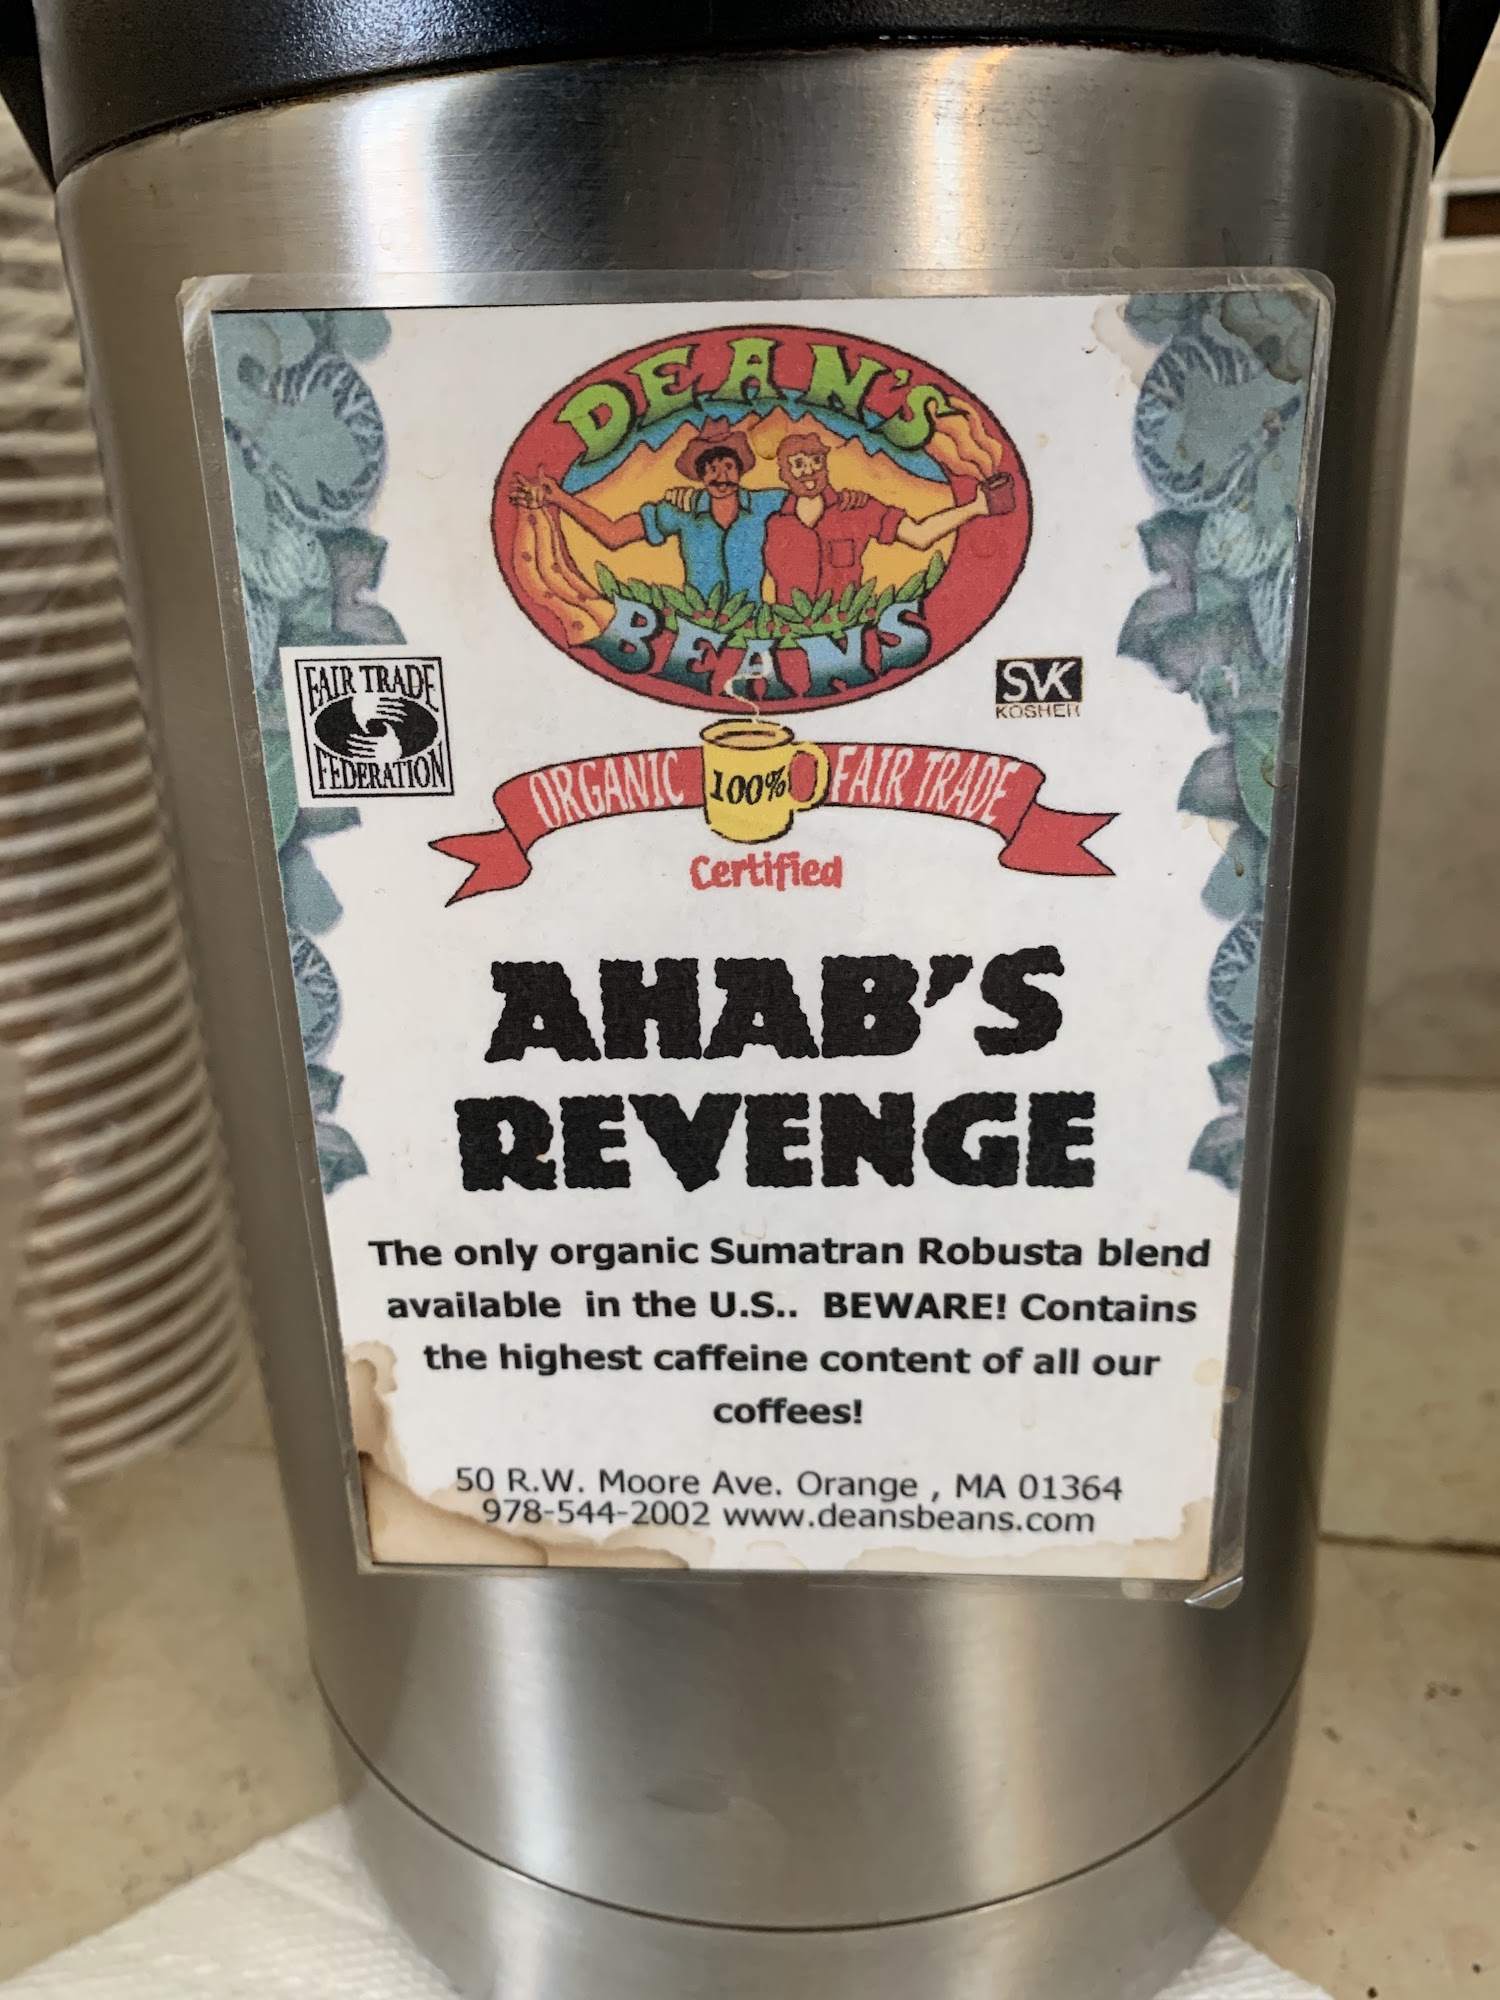 DEAN'S
BEANS
FAIR TRADE
FEDERATION
SVK
KOSHER
ORGANIC 100% FAIR TRADE
Certified
AHAB'S
REVENGE
The only organic Sumatran Robusta blend
available in the U.S.. BEWARE! Contains
the highest caffeine content of all our
coffees!
50 R.W. Moore Ave. Orange , MA 01364
978-544-2002 www.deansbeans.com